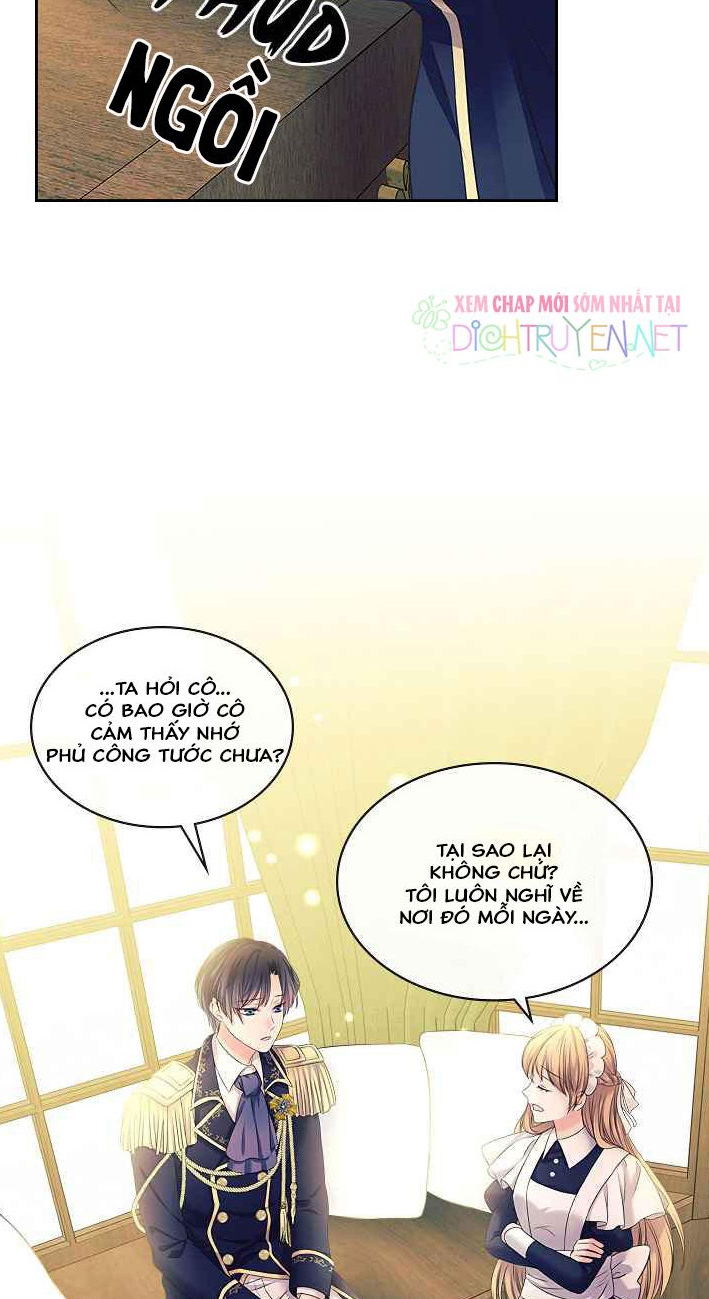 NGỒI
XEM CHAP MỚI SỚM NHẤT TẠI
DICHTRUYEN.NET
...TA HỎI CÔ...
CÓ BAO GIỜ CÔ
CẢM THẤY NHỚ
PHỦ CÔNG TƯỚC CHƯA?
TẠI SAO LẠI
KHÔNG CHỨ?
TÔI LUÔN NGHĨ VỀ
NƠI ĐÓ MỖI NGÀY...